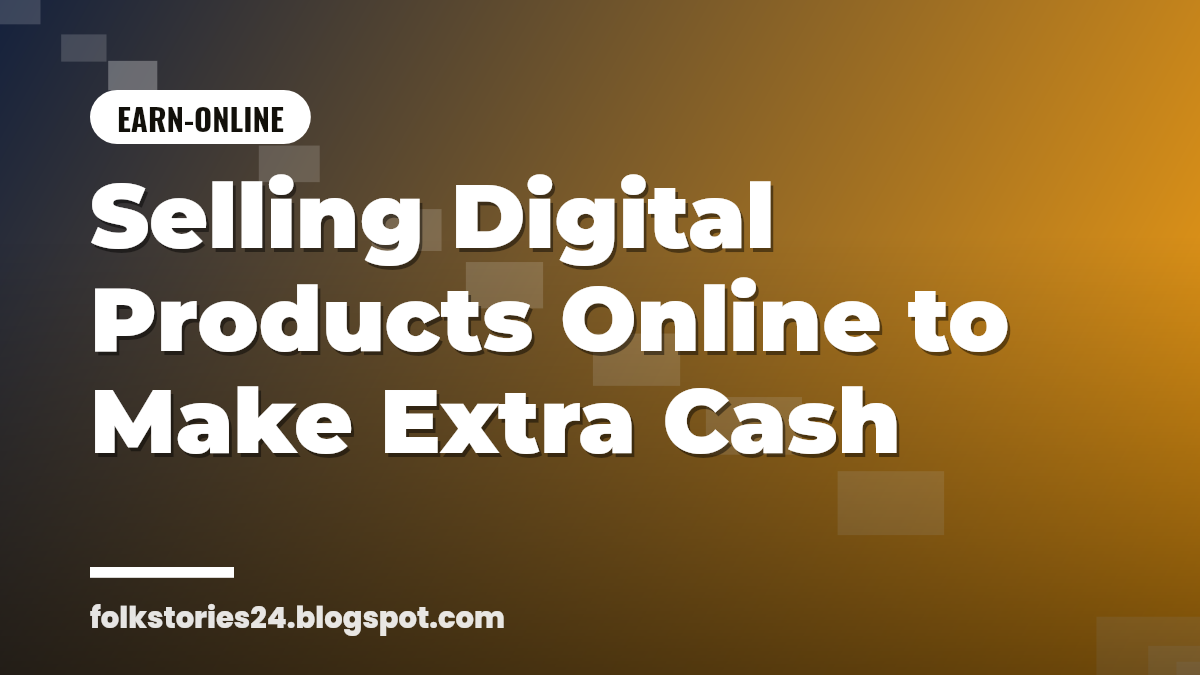 EARN-ONLINE
Selling Digital
Products Online to
Make Extra Cash
folkstories24.blogspot.com